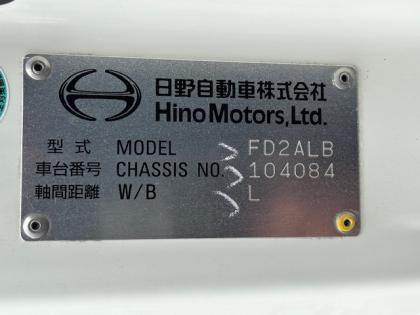 日野自動車株式会社
Hino Motors, Ltd.
型式 MODEL FD2ALB
車台番号 CHASSIS NO. 104084
軸間距離 W/B L